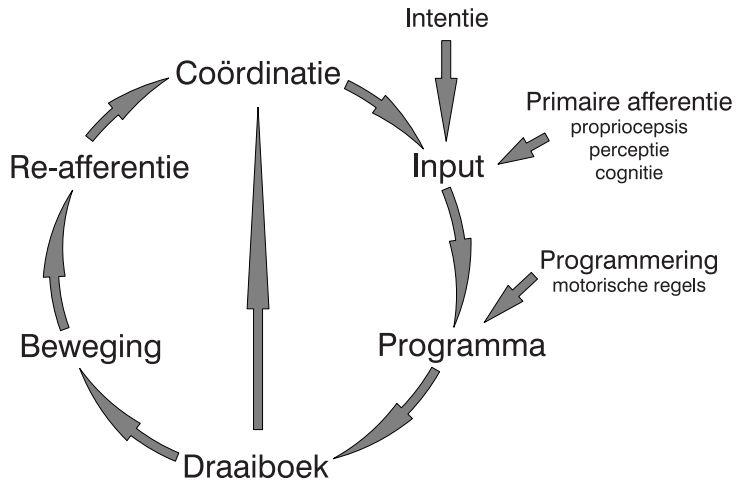 Intentie
Coördinatie
Primaire afferentie
propriocepsis
perceptie
cognitie
Re-afferentie
Input
Programmering
motorische regels
Beweging
Programma
Draaiboek